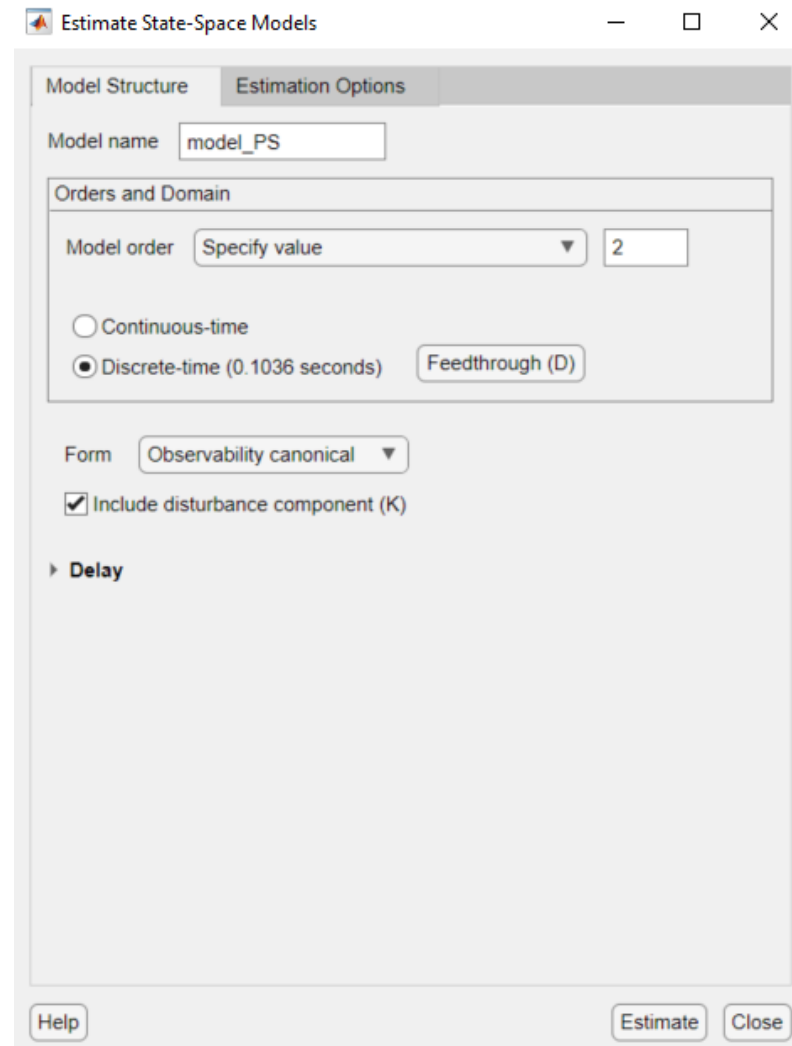 Estimate State-Space Models
Model Structure Estimation Options
Model name model_PS
Orders and Domain
Model order Specify value 2
Continuous-time
Discrete-time (0.1036 seconds) Feedthrough (D)
Form Observability canonical
Include disturbance component (K)
Delay
Help Estimate Close